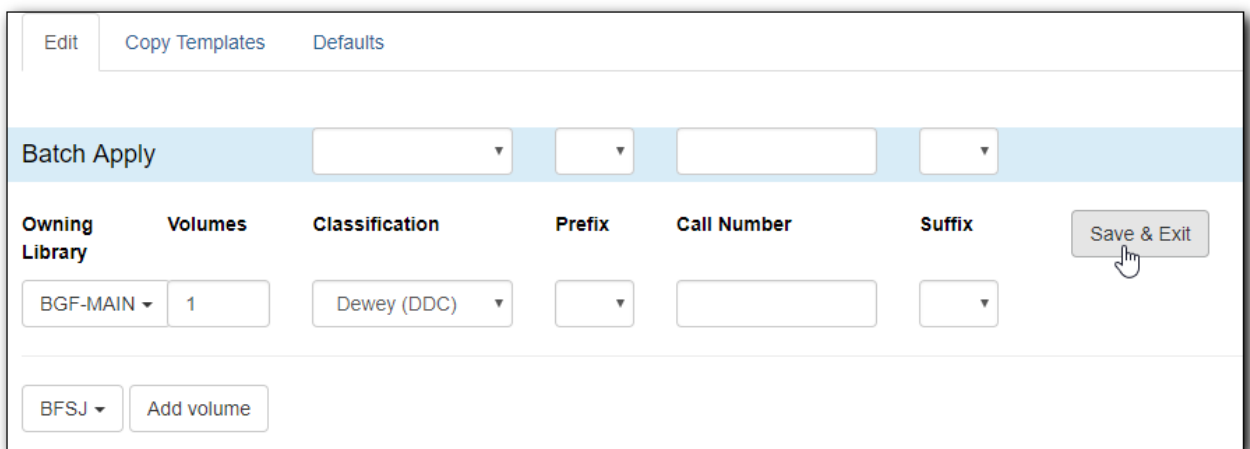 Edit Copy Templates Defaults
Batch Apply
Owning Library Volumes Classification Prefix Call Number Suffix Save & Exit
BGF-MAIN 1 Dewey (DDC)
BFSJ Add volume